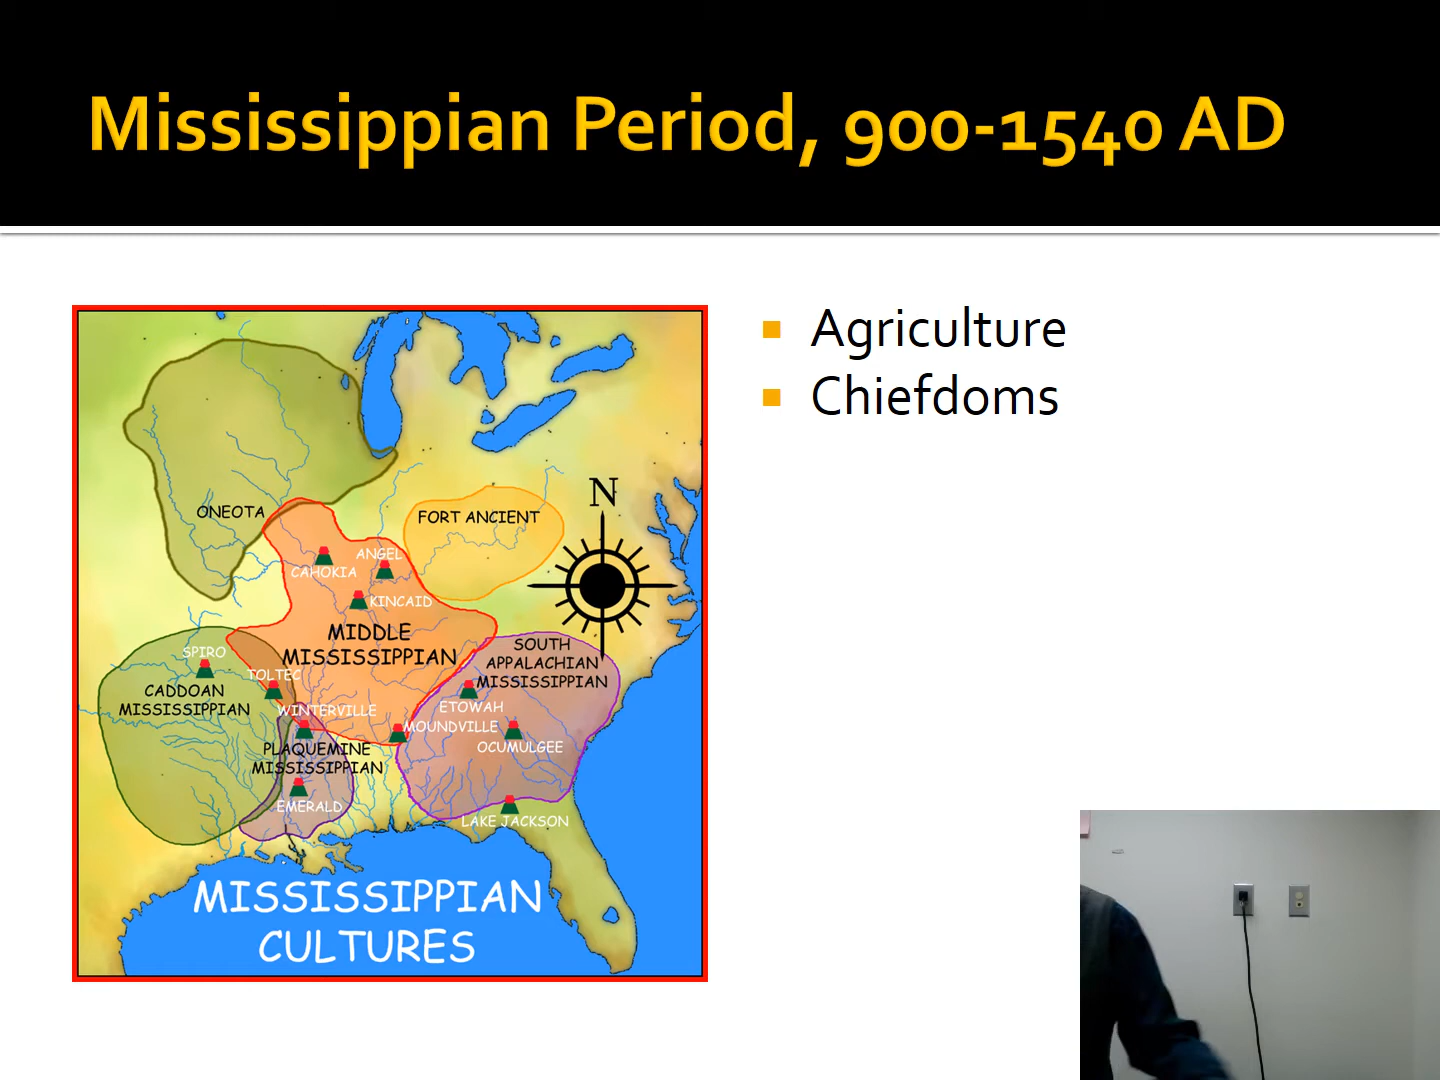 Mississippian Period, 900-1540 AD
Agriculture
Chiefdoms
N
ONEOTA
FORT ANCIENT
ANGEL
CAHOKIA
KINCAID
MIDDLE
MISSISSIPPIAN
SOUTH
APPALACHIAN
MISSISSIPPIAN
SPIRO
TOLTEC
CADDOAN
MISSISSIPPIAN
WINTERVILLE
ETOWAH
MOUNDVILLE
OCUMULGEE
PLAQUEMINE
MISSISSIPPIAN
EMERALD
LAKE JACKSON
MISSISSIPPIAN
CULTURES